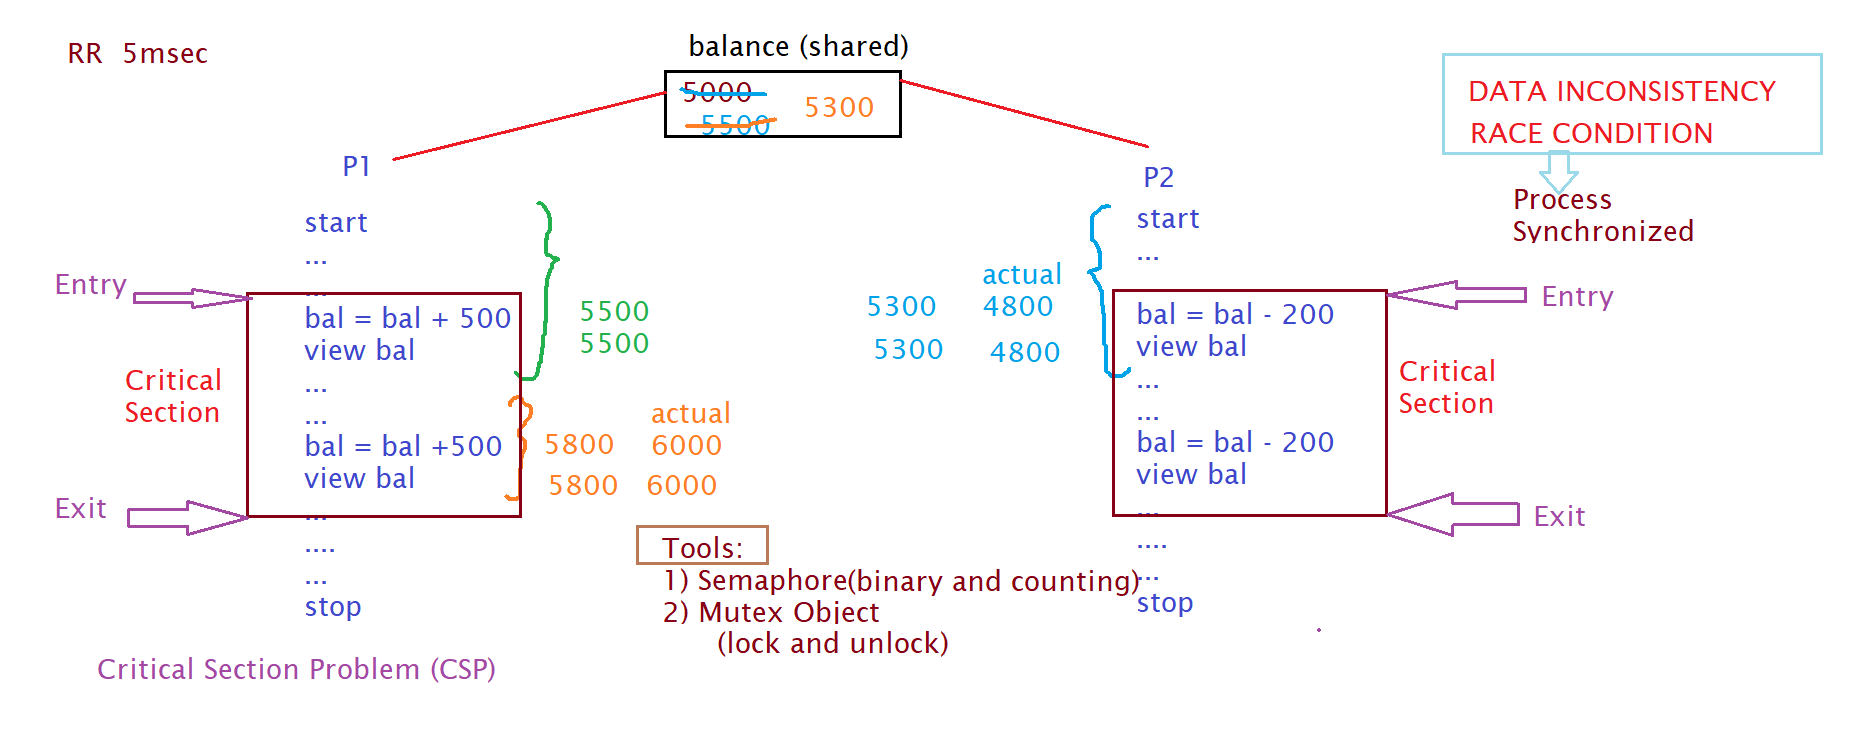 RR 5msec
balance (shared)
5000
5500
5300
DATA INCONSISTENCY
RACE CONDITION
Process
Synchronized
P1
start
...
...
Entry
bal = bal + 500
view bal
...
...
bal = bal +500
view bal
...
....
...
stop
Critical
Section
Exit
5500
5500
actual
5800 6000
5800 6000
P2
start
...
actual
5300 4800
5300 4800
bal = bal - 200
view bal
...
...
bal = bal - 200
view bal
...
....
...
stop
Entry
Critical
Section
Exit
Tools:
1) Semaphore(binary and counting)
2) Mutex Object
(lock and unlock)
Critical Section Problem (CSP)